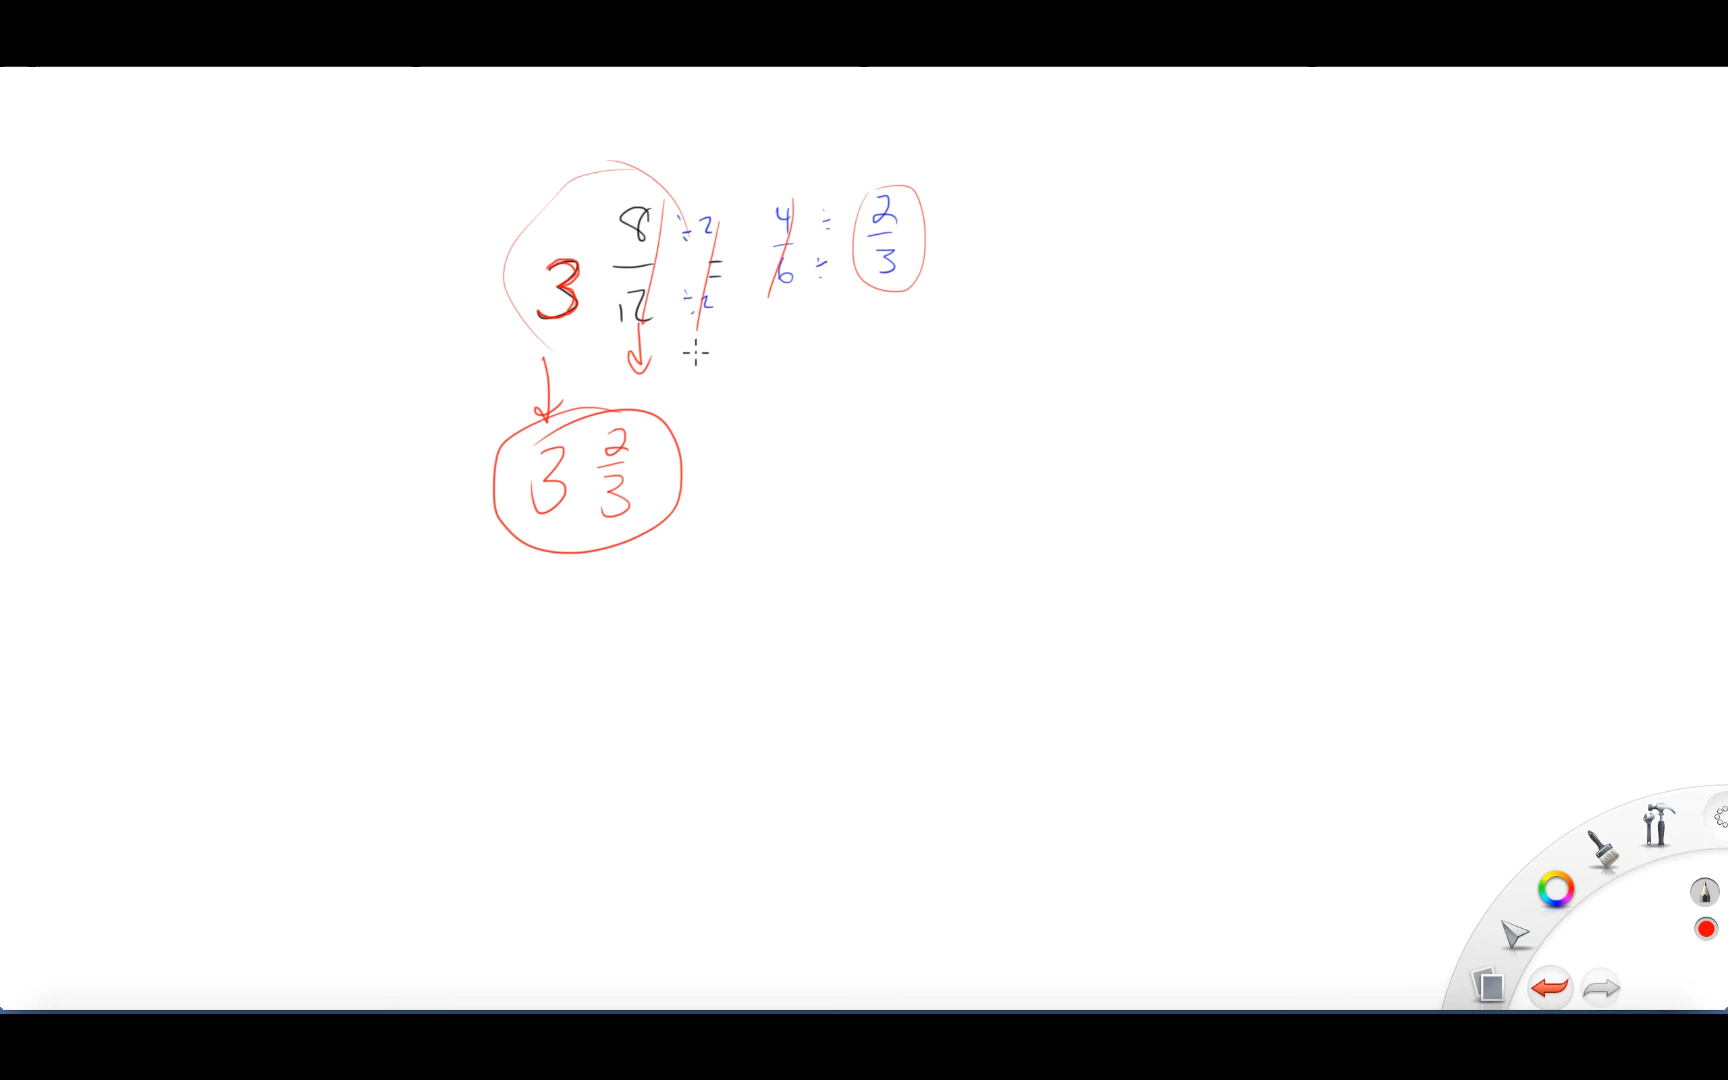 3 8/12 ÷2 ÷2 = 4/6 ÷ ÷ 2/3
3 2/3